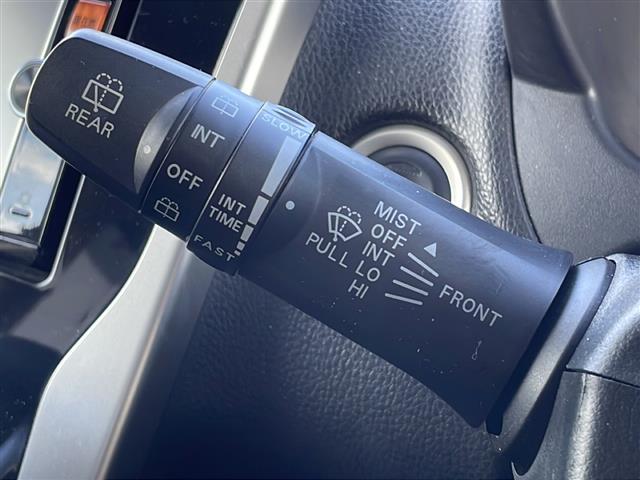 REAR
INT
OFF
SLOW
INT
TIME
FAST
MIST
OFF
INT
PULL LO
HI
FRONT